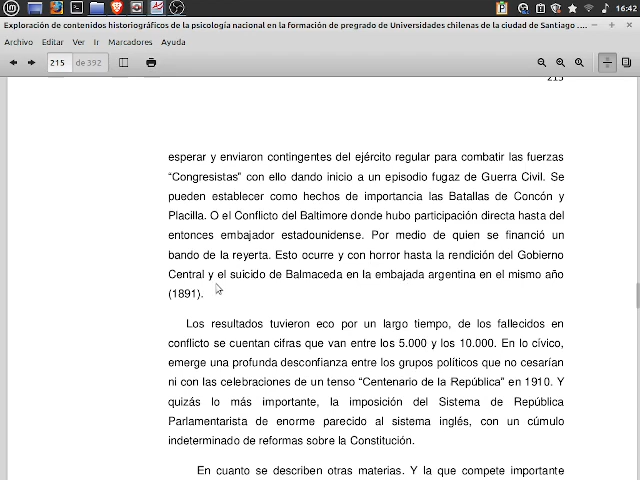 16:42
Exploración de contenidos historiográficos de la psicología nacional en la formación de pregrado de Universidades chilenas de la ciudad de Santiago ....
Archivo Editar Ver Ir Marcadores Ayuda
215 de 392
215
esperar y enviaron contingentes del ejército regular para combatir las fuerzas
“Congresistas” con ello dando inicio a un episodio fugaz de Guerra Civil. Se
pueden establecer como hechos de importancia las Batallas de Concón y
Placilla. O el Conflicto del Baltimore donde hubo participación directa hasta del
entonces embajador estadounidense. Por medio de quien se financió un
bando de la reyerta. Esto ocurre y con horror hasta la rendición del Gobierno
Central y el suicido de Balmaceda en la embajada argentina en el mismo año
(1891).
Los resultados tuvieron eco por un largo tiempo, de los fallecidos en
conflicto se cuentan cifras que van entre los 5.000 y los 10.000. En lo cívico,
emerge una profunda desconfianza entre los grupos políticos que no cesarían
ni con las celebraciones de un tenso “Centenario de la República” en 1910. Y
quizás lo más importante, la imposición del Sistema de República
Parlamentarista de enorme parecido al sistema inglés, con un cúmulo
indeterminado de reformas sobre la Constitución.
En cuanto se describen otras materias. Y la que compete importante